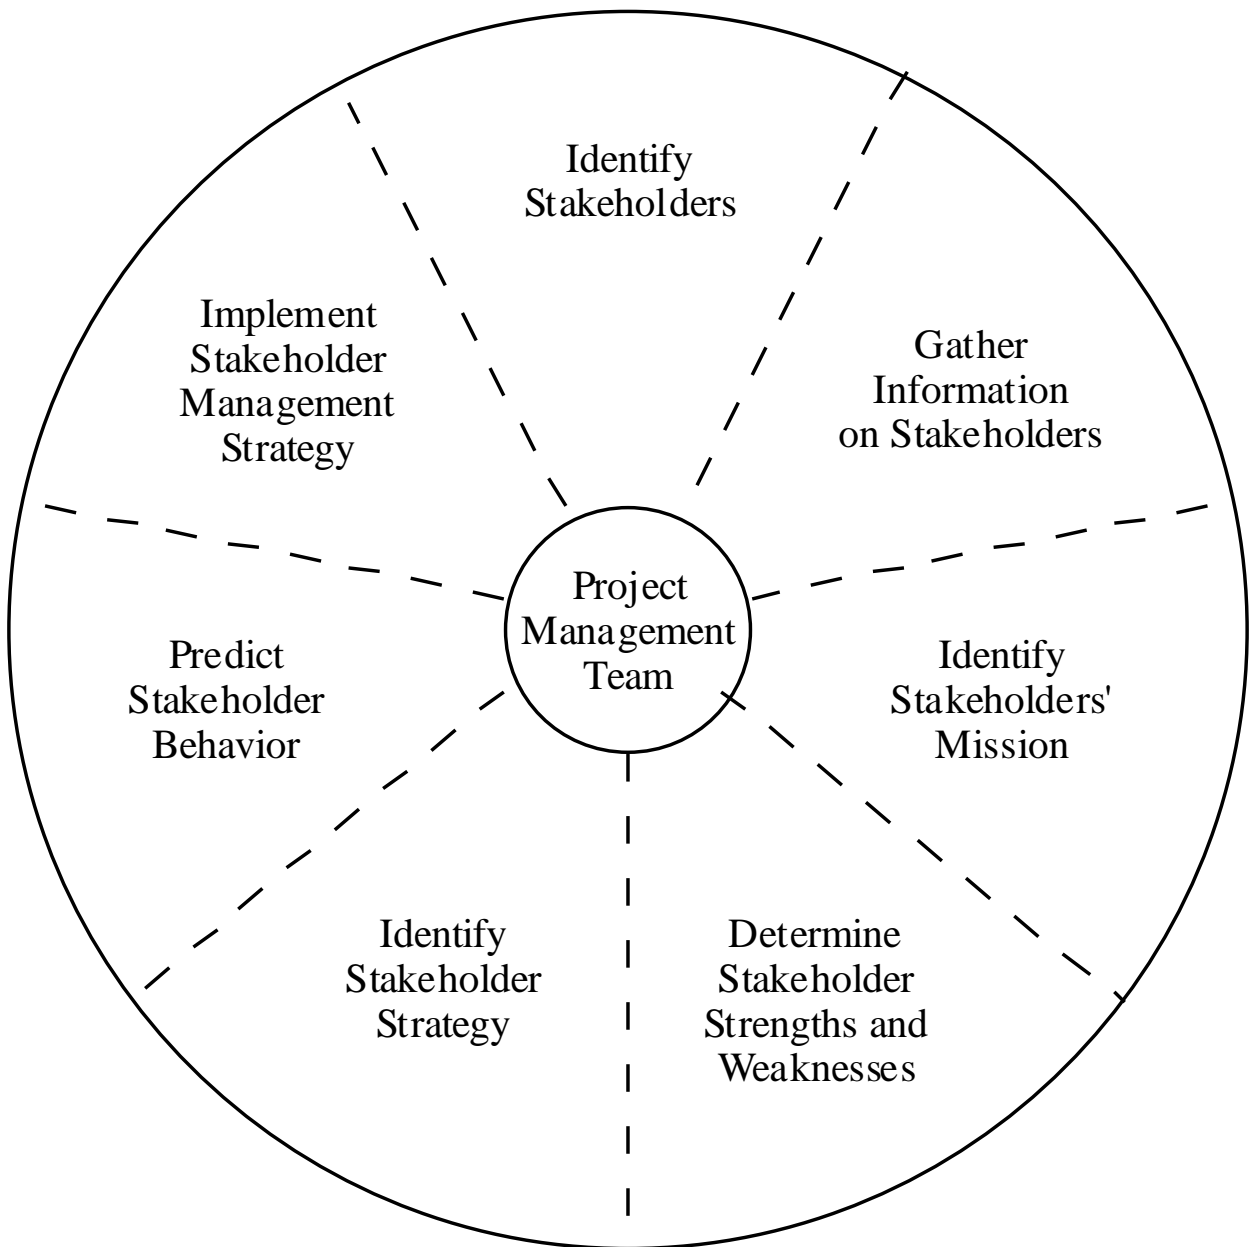 Identify
Stakeholders
Gather
Information
on Stakeholders
Identify
Stakeholders'
Mission
Determine
Stakeholder
Strengths and
Weaknesses
Identify
Stakeholder
Strategy
Predict
Stakeholder
Behavior
Implement
Stakeholder
Management
Strategy
Project
Management
Team